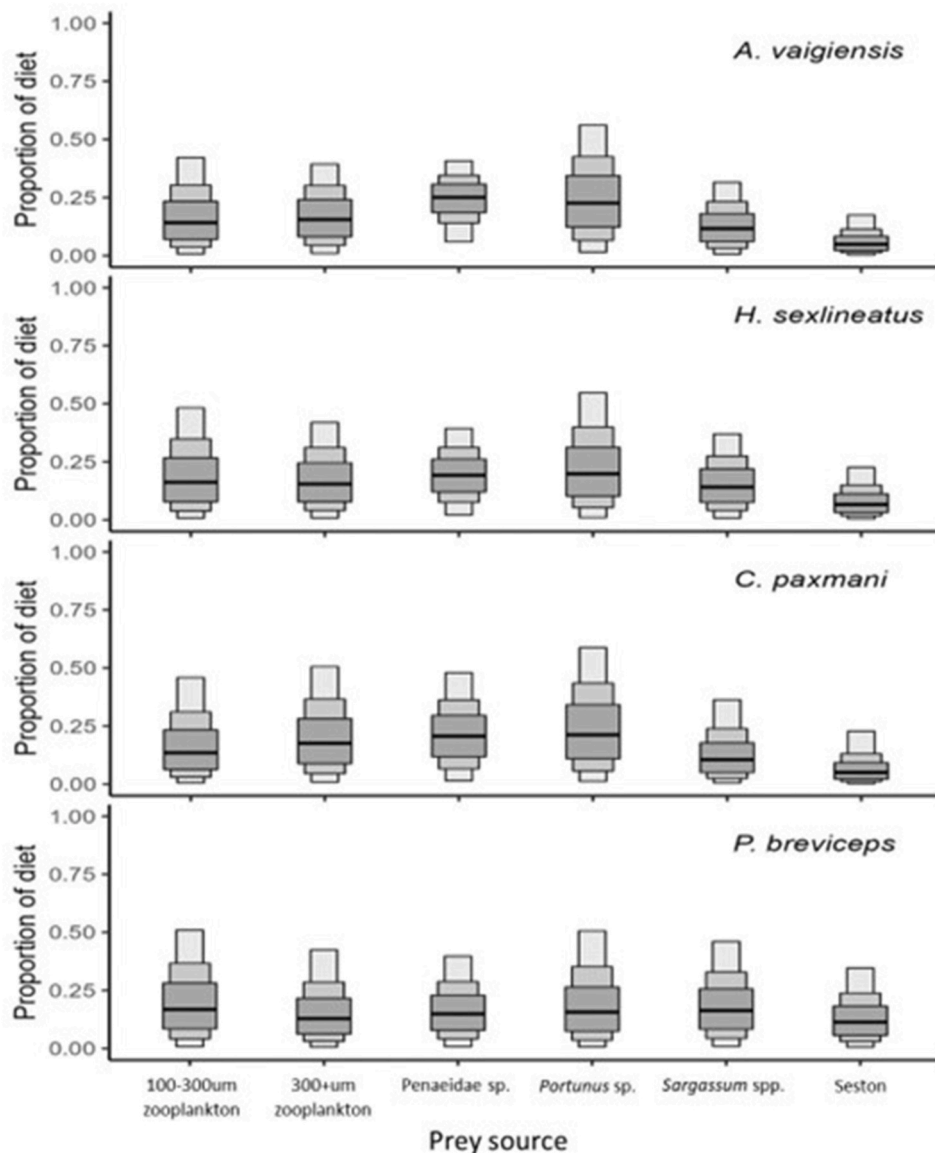 Proportion of diet
1.00
0.75
0.50
0.25
0.00
A. vaigiensis
Proportion of diet
1.00
0.75
0.50
0.25
0.00
H. sexlineatus
Proportion of diet
1.00
0.75
0.50
0.25
0.00
C. paxmani
Proportion of diet
1.00
0.75
0.50
0.25
0.00
P. breviceps
100-300um
zooplankton
300+um
zooplankton
Penaeidae sp.
Portunus sp.
Sargassum spp.
Seston
Prey source